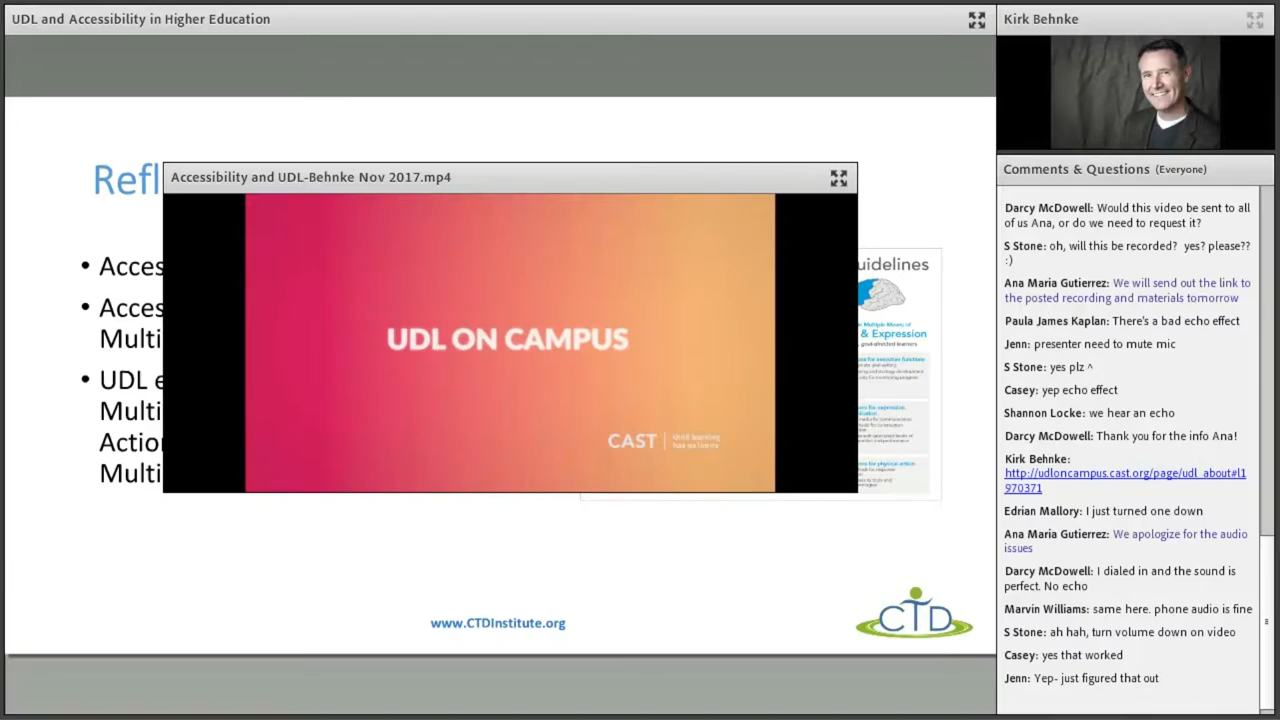 UDL and Accessibility in Higher Education
Refl
Accessibility and UDL-Behnke Nov 2017.mp4
UDL ON CAMPUS
CAST
Until learning
has no limits
• Acces
• Acces
Multi
• UDL e
Multi
Action
Multi
uidelines
Multiple Means of
& Expression
www.CTDInstitute.org
CTD
Kirk Behnke
Comments & Questions (Everyone)
Darcy McDowell: Would this video be sent to all
of us Ana, or do we need to request it?
S Stone: oh, will this be recorded? yes? please??
:)
Ana Maria Gutierrez: We will send out the link to
the posted recording and materials tomorrow
Paula James Kaplan: There's a bad echo effect
Jenn: presenter need to mute mic
S Stone: yes plz ^
Casey: yep echo effect
Shannon Locke: we hear an echo
Darcy McDowell: Thank you for the info Ana!
Kirk Behnke:
http://udloncampus.cast.org/page/udl_about#l1
970371
Edrian Mallory: I just turned one down
Ana Maria Gutierrez: We apologize for the audio
issues
Darcy McDowell: I dialed in and the sound is
perfect. No echo
Marvin Williams: same here. phone audio is fine
S Stone: ah hah, turn volume down on video
Casey: yes that worked
Jenn: Yep- just figured that out